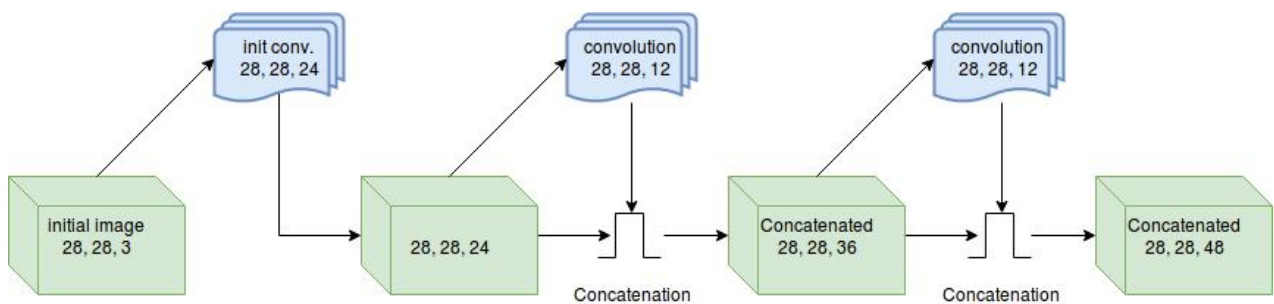 init conv.
28, 28, 24
convolution
28, 28, 12
convolution
28, 28, 12
initial image
28, 28, 3
28, 28, 24
Concatenated
28, 28, 36
Concatenated
28, 28, 48
Concatenation
Concatenation